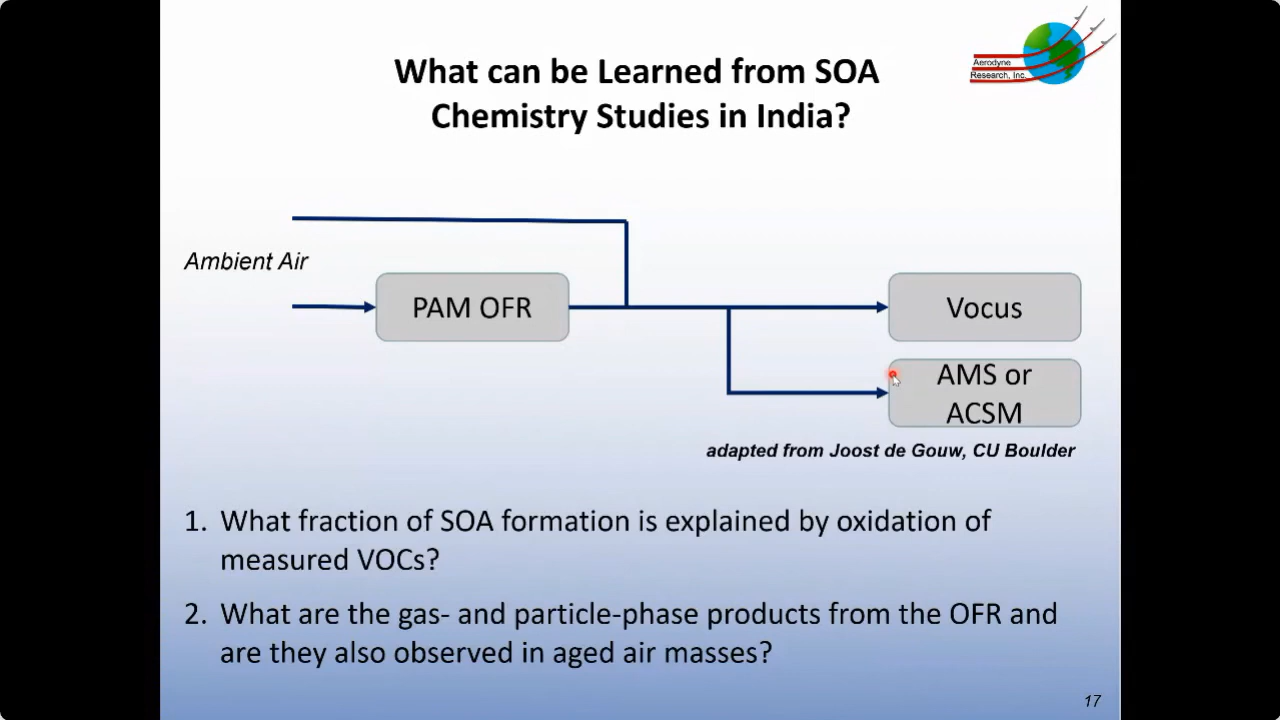 What can be Learned from SOA
Chemistry Studies in India?
Aerodyne
Research, Inc.
Ambient Air
PAM OFR
Vocus
AMS or
ACSM
adapted from Joost de Gouw, CU Boulder
1. What fraction of SOA formation is explained by oxidation of
measured VOCs?
2. What are the gas- and particle-phase products from the OFR and
are they also observed in aged air masses?
17